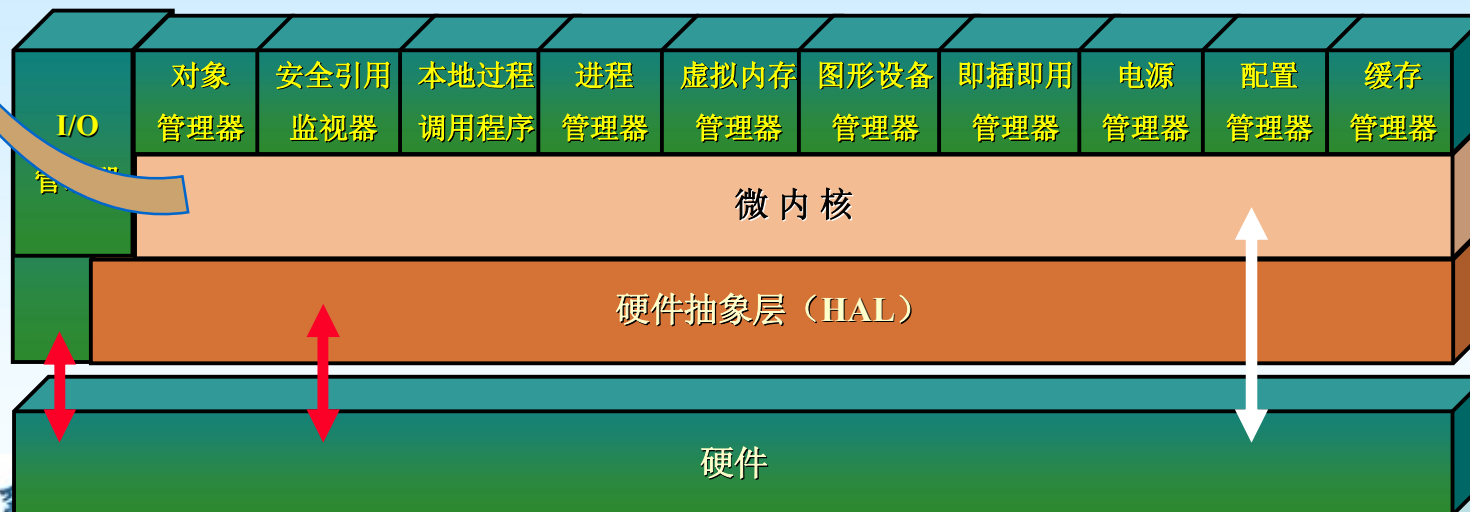 对象
管理器
安全引用
监视器
本地过程
调用程序
进程
管理器
虚拟内存
管理器
图形设备
管理器
即插即用
管理器
电源
管理器
配置
管理器
缓存
管理器
I/O
微 内 核
硬件抽象层（HAL）
硬件